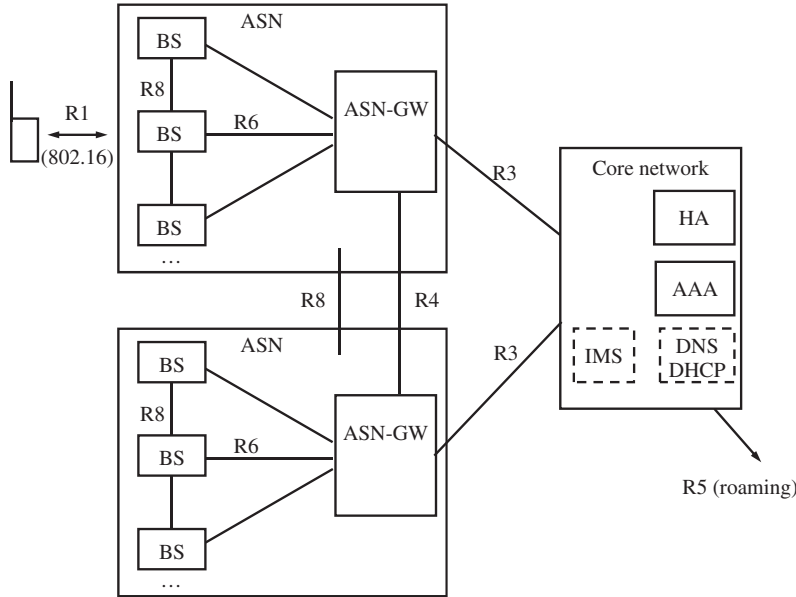 ASN
BS
R8
R1
(802.16)
BS
R6
ASN-GW
BS
…
R3
Core network
HA
AAA
IMS
DNS
DHCP
R8
R4
R3
ASN
BS
R8
BS
R6
ASN-GW
BS
…
R5 (roaming)